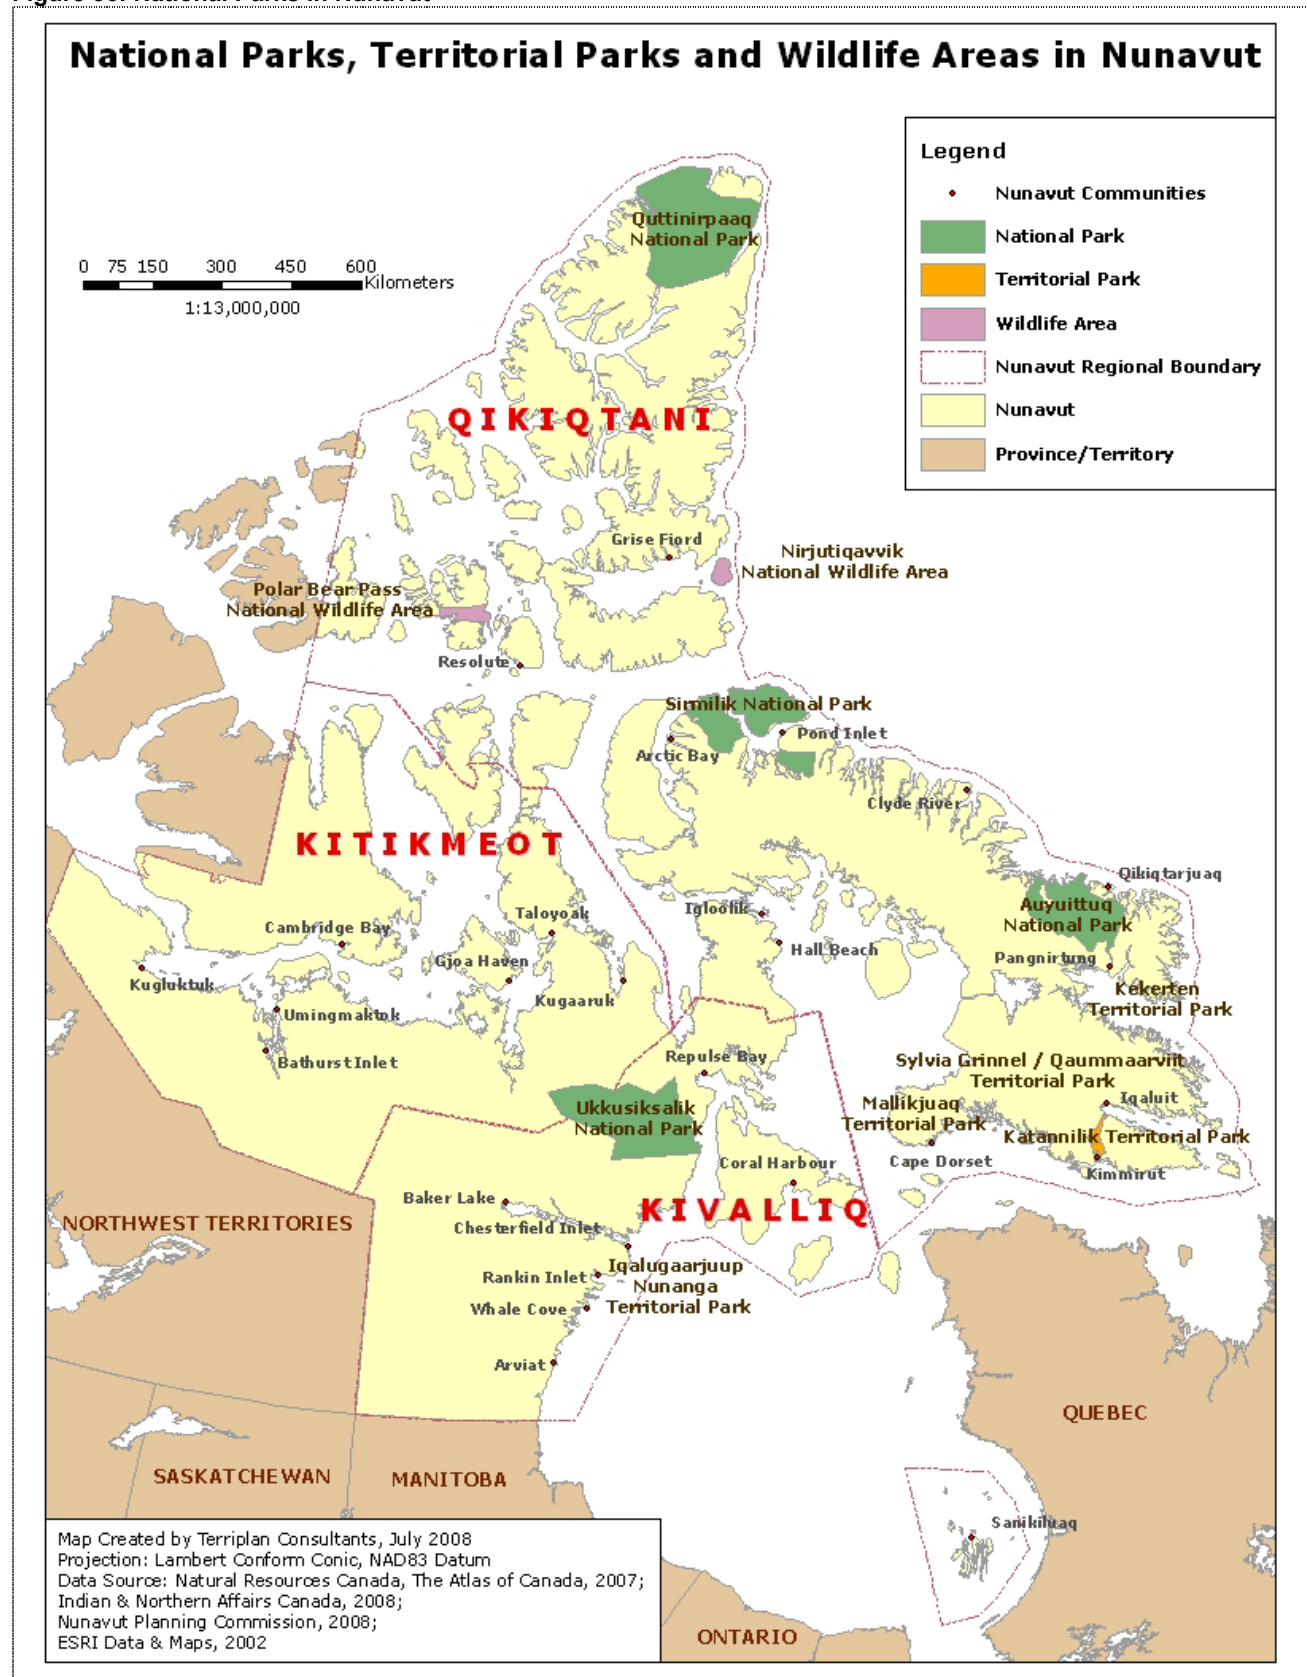 National Parks, Territorial Parks and Wildlife Areas in Nunavut
Legend
Nunavut Communities
National Park
Territorial Park
Wildlife Area
Nunavut Regional Boundary
Nunavut
Province/Territory
0 75 150 300 450 600
Kilometers
1:13,000,000
Quttinirpaaq
National Park
QIKIQTANI
Grise Fiord
Nirjutiqavvik
National Wildlife Area
Polar Bear Pass
National Wildlife Area
Resolute
Sirmilik National Park
Pond Inlet
Arctic Bay
Clyde River
KITIKMEOT
Qikiqtarjuaq
Auyuittuq
National Park
Igloolik
Taloyoak
Cambridge Bay
Hall Beach
Pangnirtung
Gjoa Haven
Kugluktuk
Kugaaruk
Kekerten
Territorial Park
Umingmaktok
Bathurst Inlet
Repulse Bay
Sylvia Grinnel / Qaummaarviit
Territorial Park
Iqaluit
Mallikjuaq
Territorial Park
Ukkusiksalik
National Park
Katannilik Territorial Park
Coral Harbour
Cape Dorset
Kimmirut
Baker Lake
KIVALLIQ
NORTHWEST TERRITORIES
Chesterfield Inlet
Iqalugaarjuup
Nunanga
Territorial Park
Rankin Inlet
Whale Cove
Arviat
QUEBEC
SASKATCHEWAN
MANITOBA
Sanikiluaq
ONTARIO
Map Created by Terriplan Consultants, July 2008
Projection: Lambert Conform Conic, NAD83 Datum
Data Source: Natural Resources Canada, The Atlas of Canada, 2007;
Indian & Northern Affairs Canada, 2008;
Nunavut Planning Commission, 2008;
ESRI Data & Maps, 2002